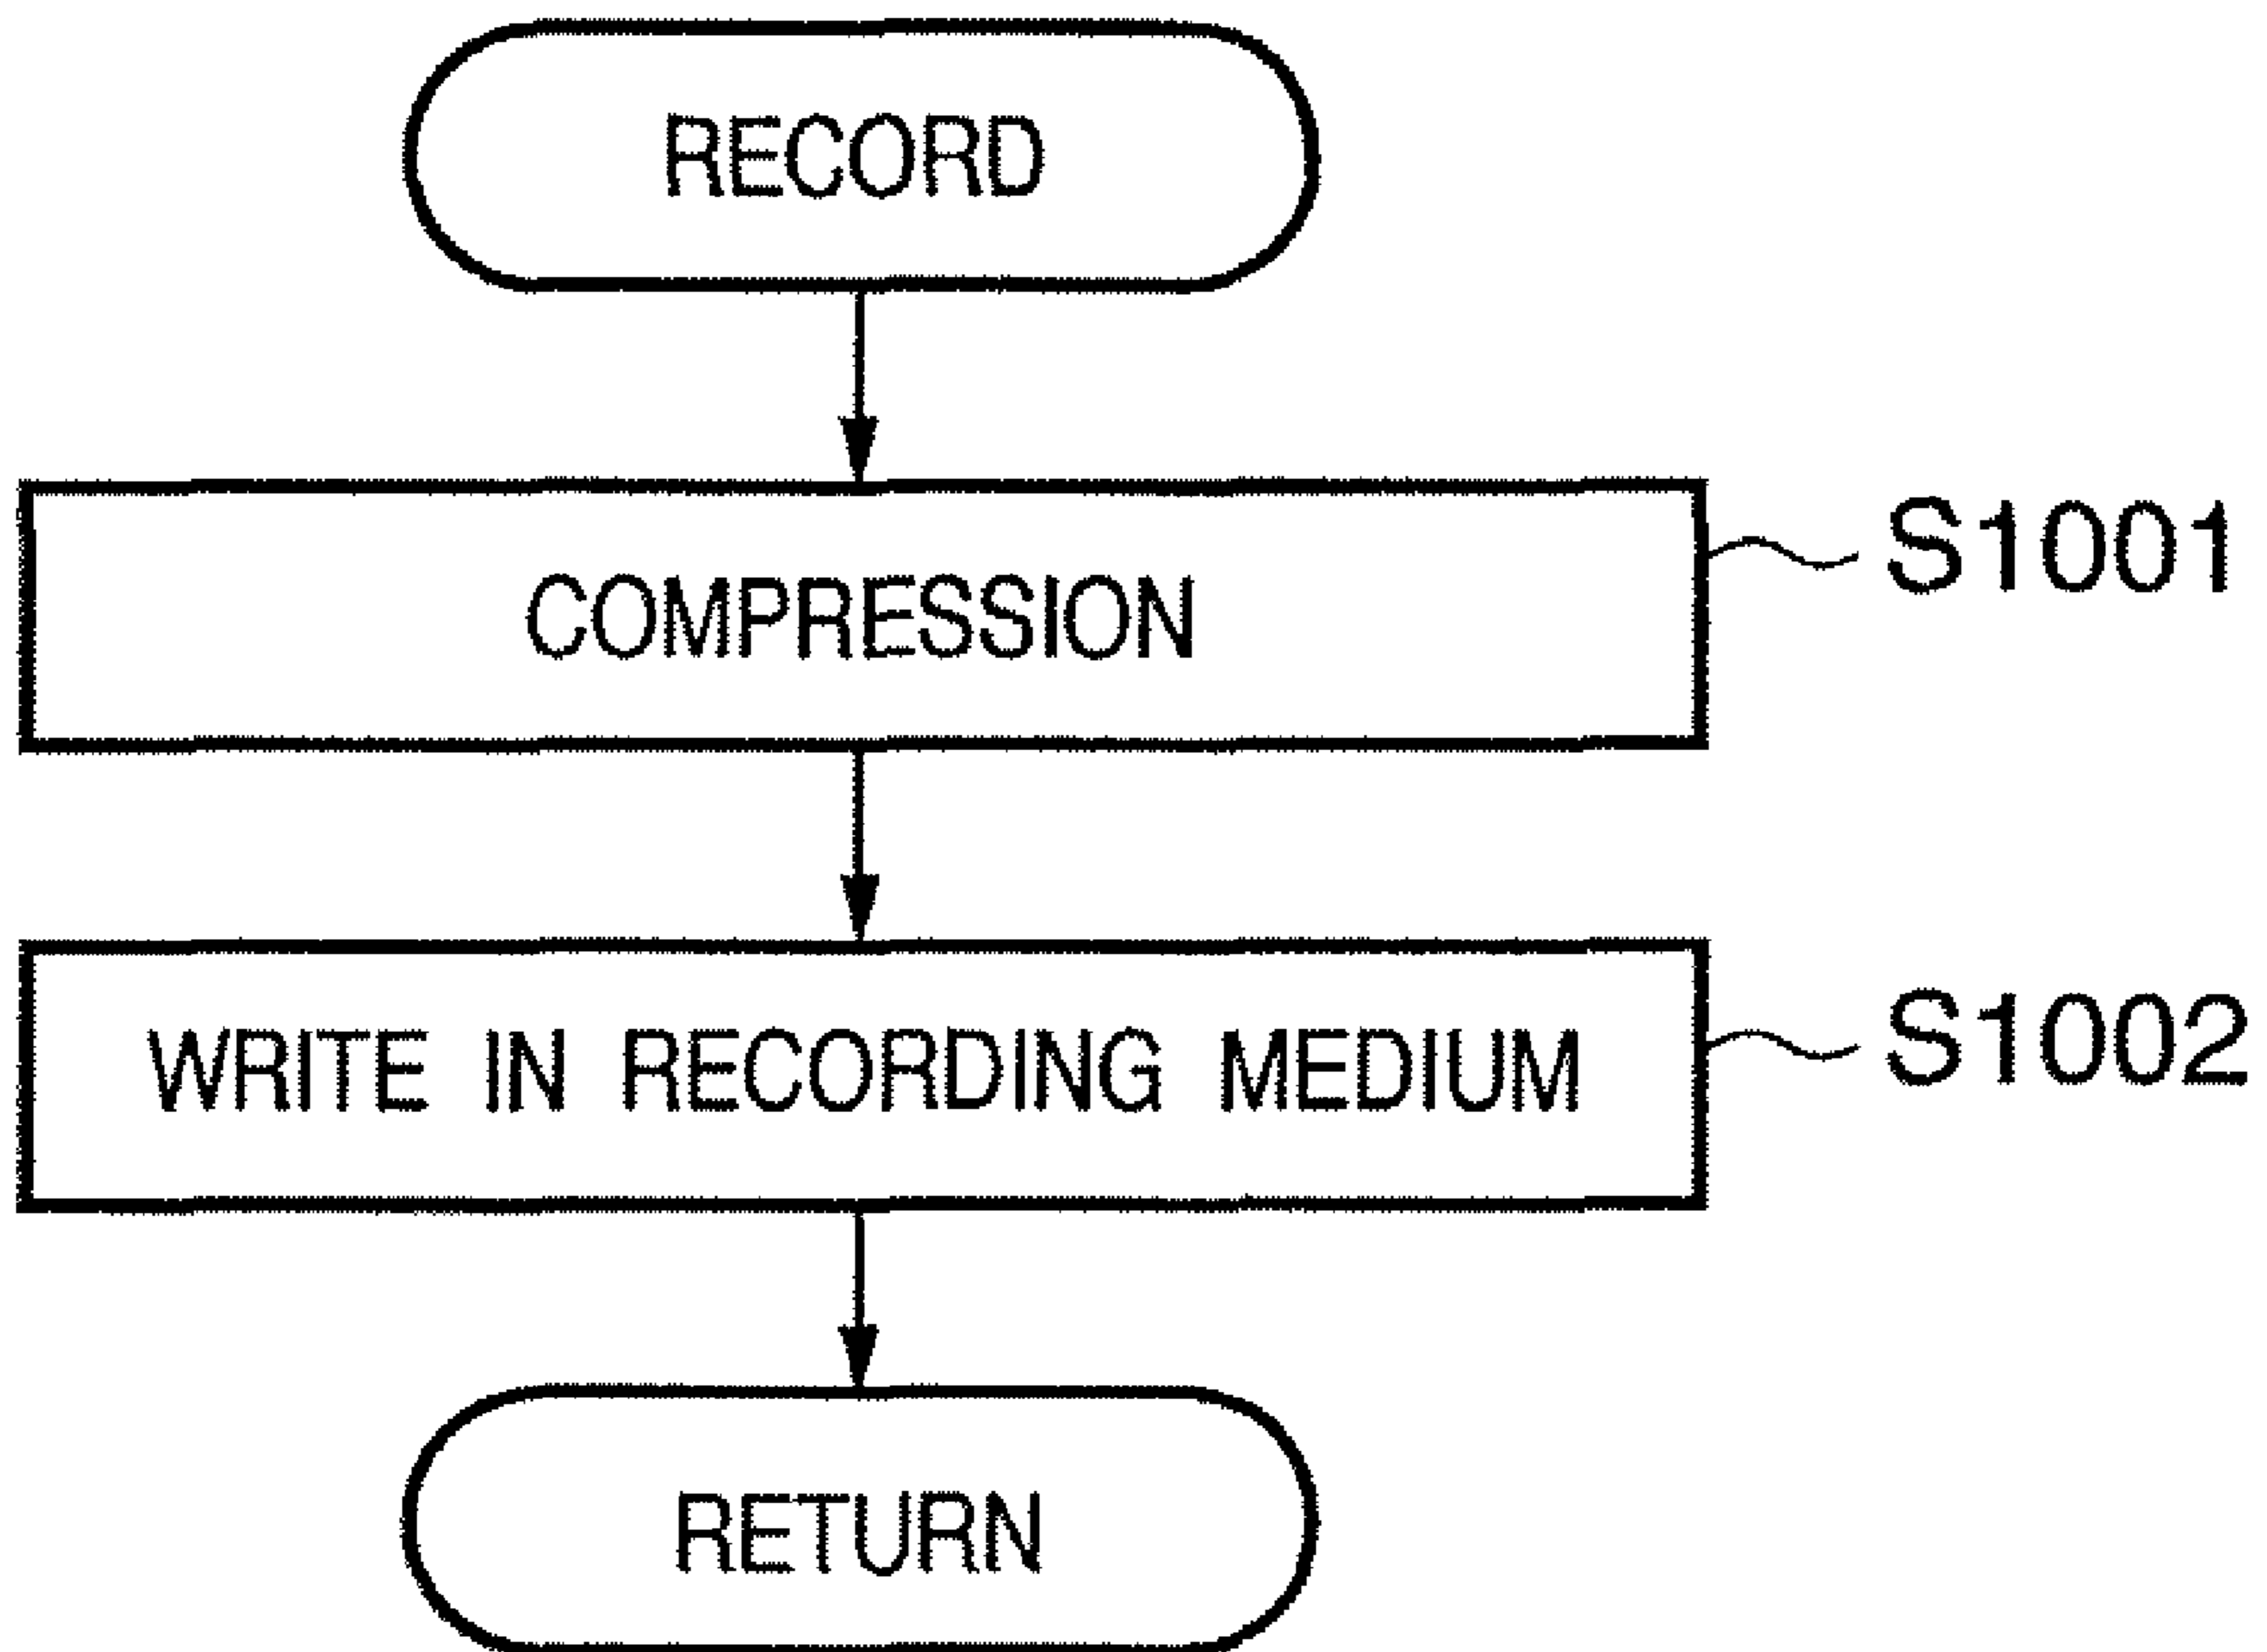 RECORD
COMPRESSION
S1001
WRITE IN RECORDING MEDIUM
S1002
RETURN